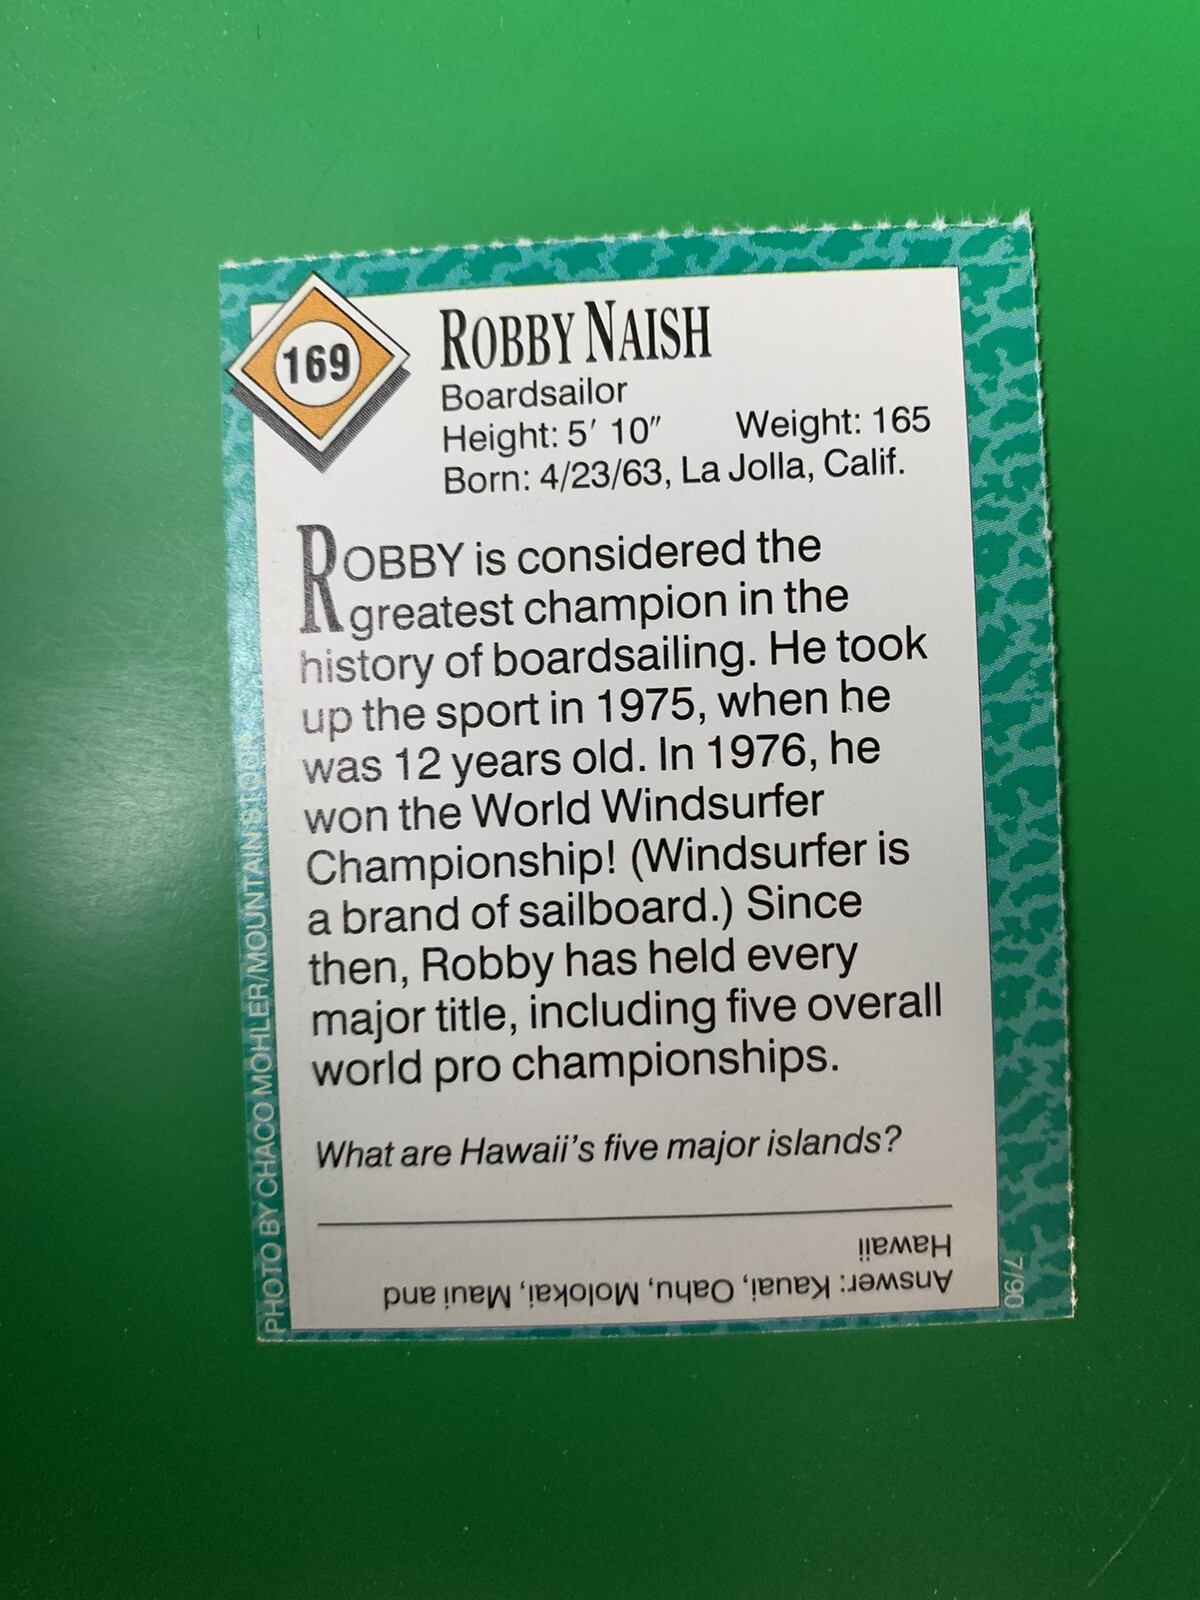 169
ROBBY NAISH
Boardsailor
Height: 5′ 10″ Weight: 165
Born: 4/23/63, La Jolla, Calif.
ROBBY is considered the
greatest champion in the
history of boardsailing. He took
up the sport in 1975, when he
was 12 years old. In 1976, he
won the World Windsurfer
Championship! (Windsurfer is
a brand of sailboard.) Since
then, Robby has held every
major title, including five overall
world pro championships.
What are Hawaii's five major islands?
Answer: Kauai, Oahu, Molokai, Maui and
Hawaii
PHOTO BY CHACO MOHLER/MOUNTAIN STOCK
7/90